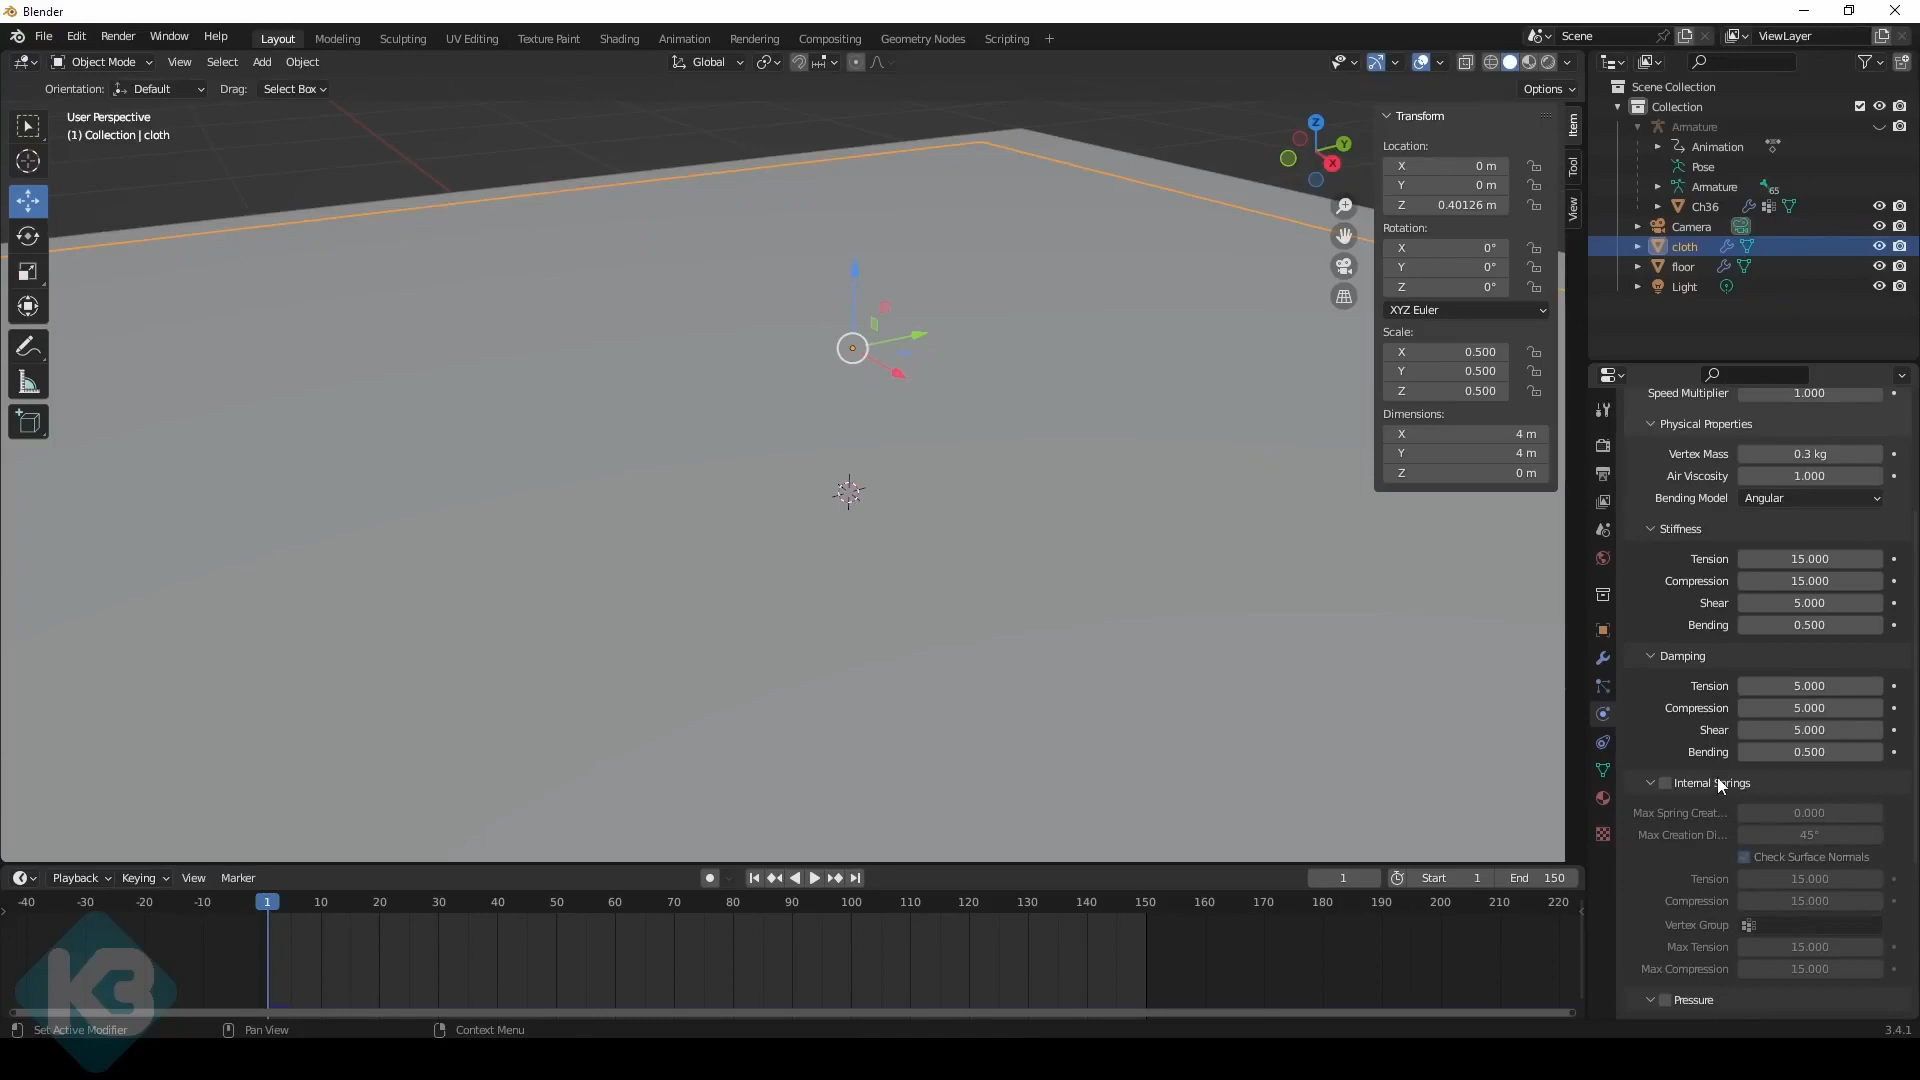 Blender
File Edit Render Window Help Layout Modeling Sculpting UV Editing Texture Paint Shading Animation Rendering Compositing Geometry Nodes Scripting + Scene ViewLayer
Object Mode View Select Add Object Global
Orientation: Default Drag: Select Box Options
User Perspective
(1) Collection | cloth
Z
Y
X
Transform
Location:
X 0 m
Y 0 m
Z 0.40126 m
Rotation:
X 0°
Y 0°
Z 0°
XYZ Euler
Scale:
X 0.500
Y 0.500
Z 0.500
Dimensions:
X 4 m
Y 4 m
Z 0 m
Item
Tool
View
Scene Collection
Collection
Armature
Animation
Pose
Armature 65
Ch36
Camera
cloth
floor
Light
Speed Multiplier 1.000
Physical Properties
Vertex Mass 0.3 kg
Air Viscosity 1.000
Bending Model Angular
Stiffness
Tension 15.000
Compression 15.000
Shear 5.000
Bending 0.500
Damping
Tension 5.000
Compression 5.000
Shear 5.000
Bending 0.500
Internal Springs
Max Spring Creat... 0.000
Max Creation Di... 45°
Check Surface Normals
Tension 15.000
Compression 15.000
Vertex Group
Max Tension 15.000
Max Compression 15.000
Pressure
Playback Keying View Marker 1 Start 1 End 150
-40 -30 -20 -10 1 10 20 30 40 50 60 70 80 90 100 110 120 130 140 150 160 170 180 190 200 210 220
K3
Set Active Modifier Pan View Context Menu 3.4.1